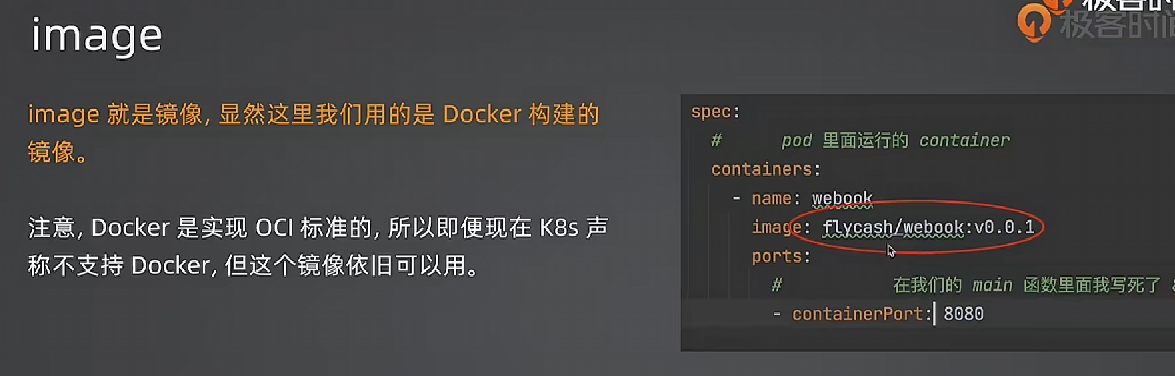 极客时间
image
image 就是镜像, 显然这里我们用的是 Docker 构建的
镜像。
注意, Docker 是实现 OCI 标准的, 所以即便现在 K8s 声
称不支持 Docker, 但这个镜像依旧可以用。
spec:
# pod 里面运行的 container
containers:
- name: webook
image: flycash/webook:v0.0.1
ports:
# 在我们的 main 函数里面我写死了
- containerPort: 8080